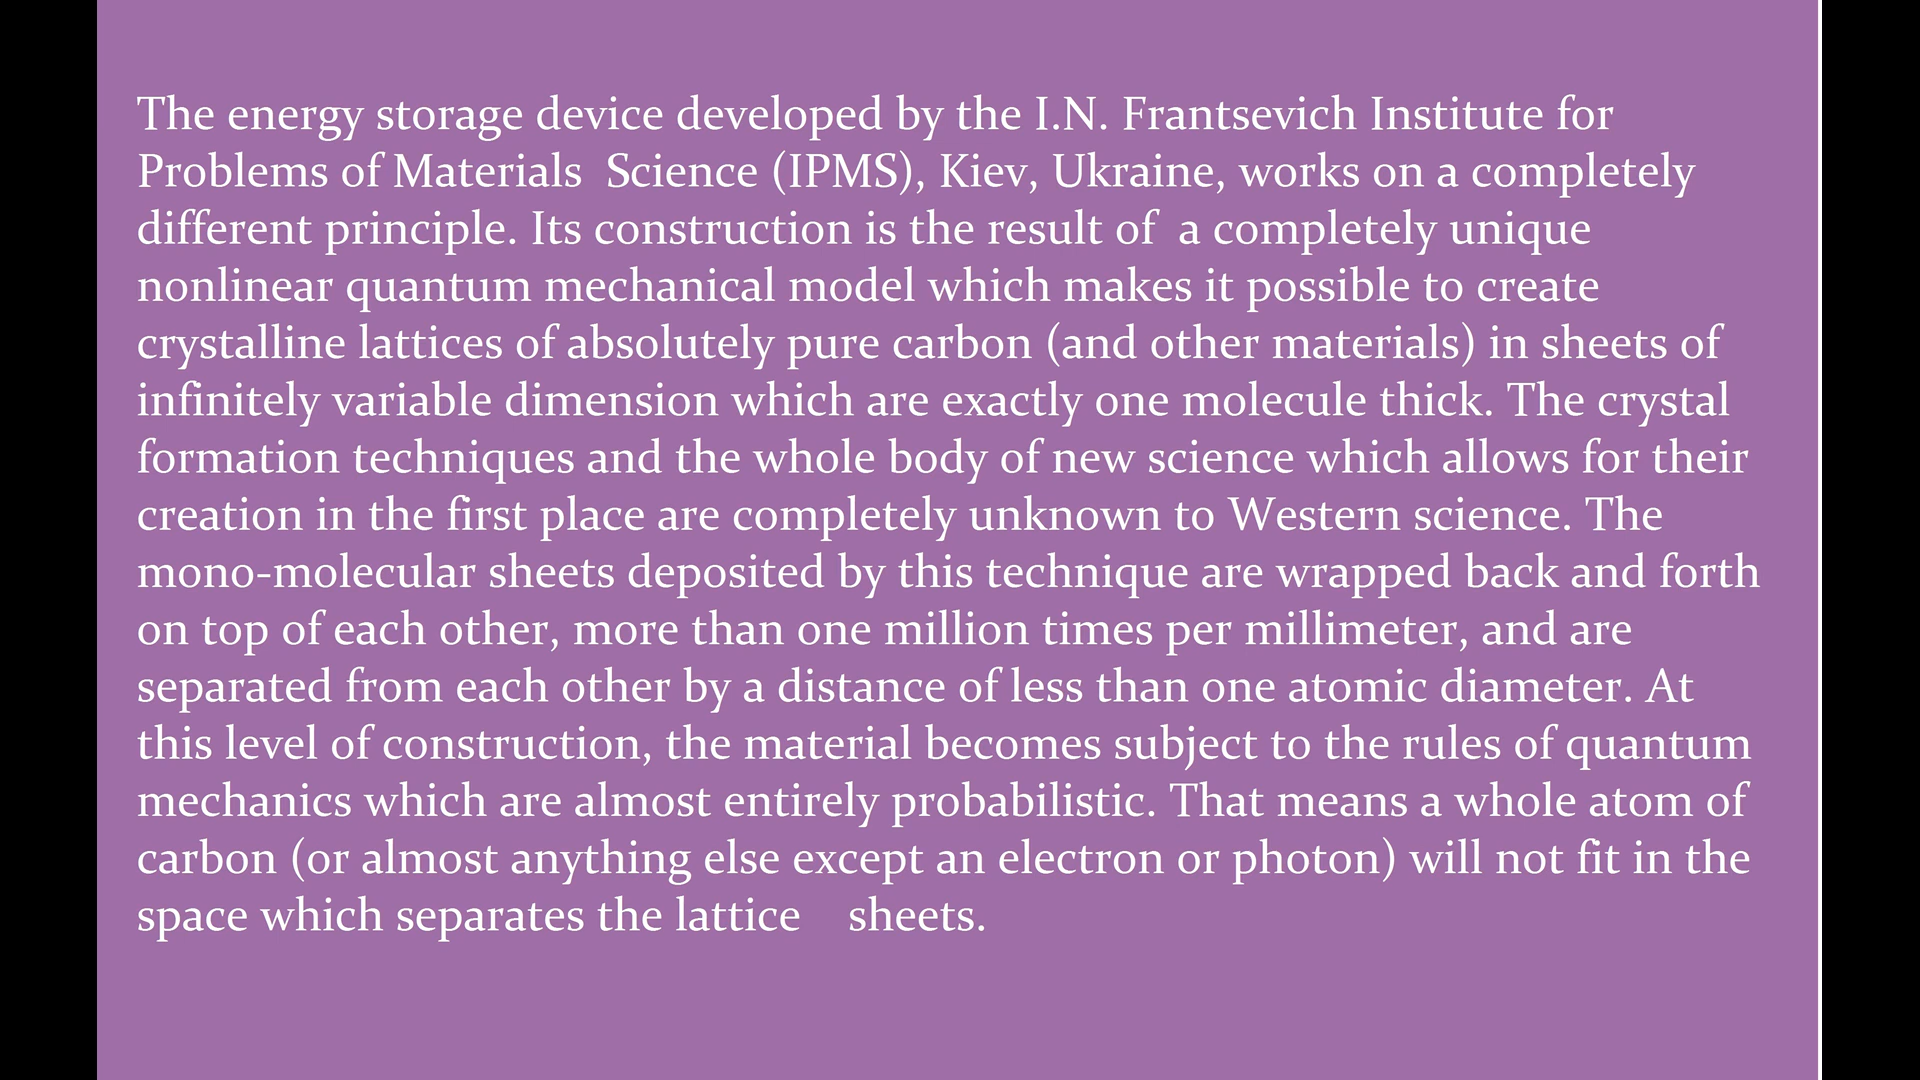 The energy storage device developed by the I.N. Frantsevich Institute for
Problems of Materials  Science (IPMS), Kiev, Ukraine, works on a completely
different principle. Its construction is the result of  a completely unique
nonlinear quantum mechanical model which makes it possible to create
crystalline lattices of absolutely pure carbon (and other materials) in sheets of
infinitely variable dimension which are exactly one molecule thick. The crystal
formation techniques and the whole body of new science which allows for their
creation in the first place are completely unknown to Western science. The
mono-molecular sheets deposited by this technique are wrapped back and forth
on top of each other, more than one million times per millimeter, and are
separated from each other by a distance of less than one atomic diameter. At
this level of construction, the material becomes subject to the rules of quantum
mechanics which are almost entirely probabilistic. That means a whole atom of
carbon (or almost anything else except an electron or photon) will not fit in the
space which separates the lattice    sheets.